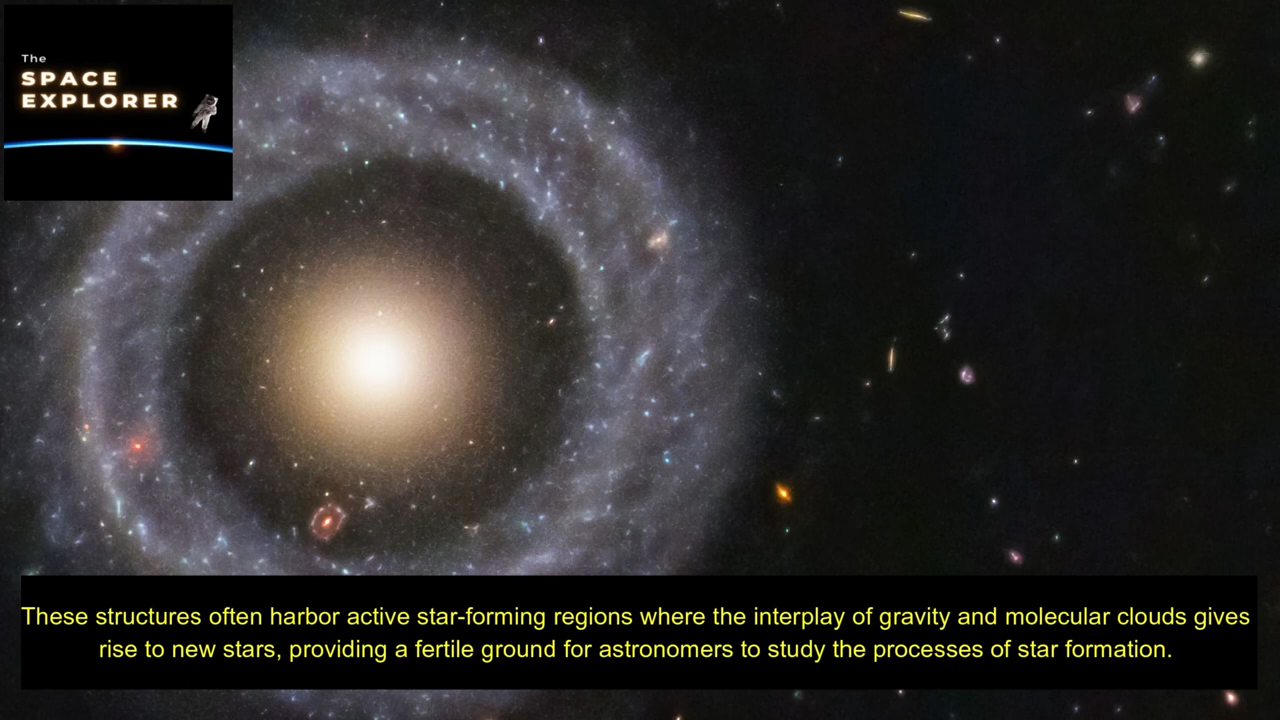 The
SPACE
EXPLORER
These structures often harbor active star-forming regions where the interplay of gravity and molecular clouds gives
rise to new stars, providing a fertile ground for astronomers to study the processes of star formation.